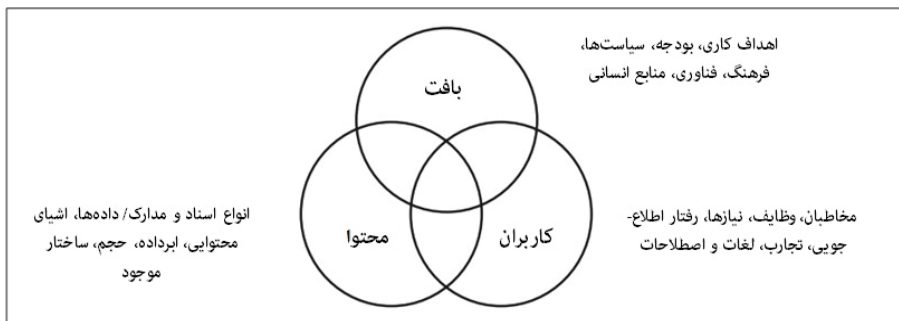 اهداف کاری، بودجه، سیاست‌ها،
فرهنگ، فناوری، منابع انسانی
بافت
مخاطبان، وظایف، نیازها، رفتار اطلاع-
جویی، تجارب، لغات و اصطلاحات
کاربران
محتوا
انواع اسناد و مدارک/ داده‌ها، اشیای
محتوایی، ابرداده، حجم، ساختار
موجود